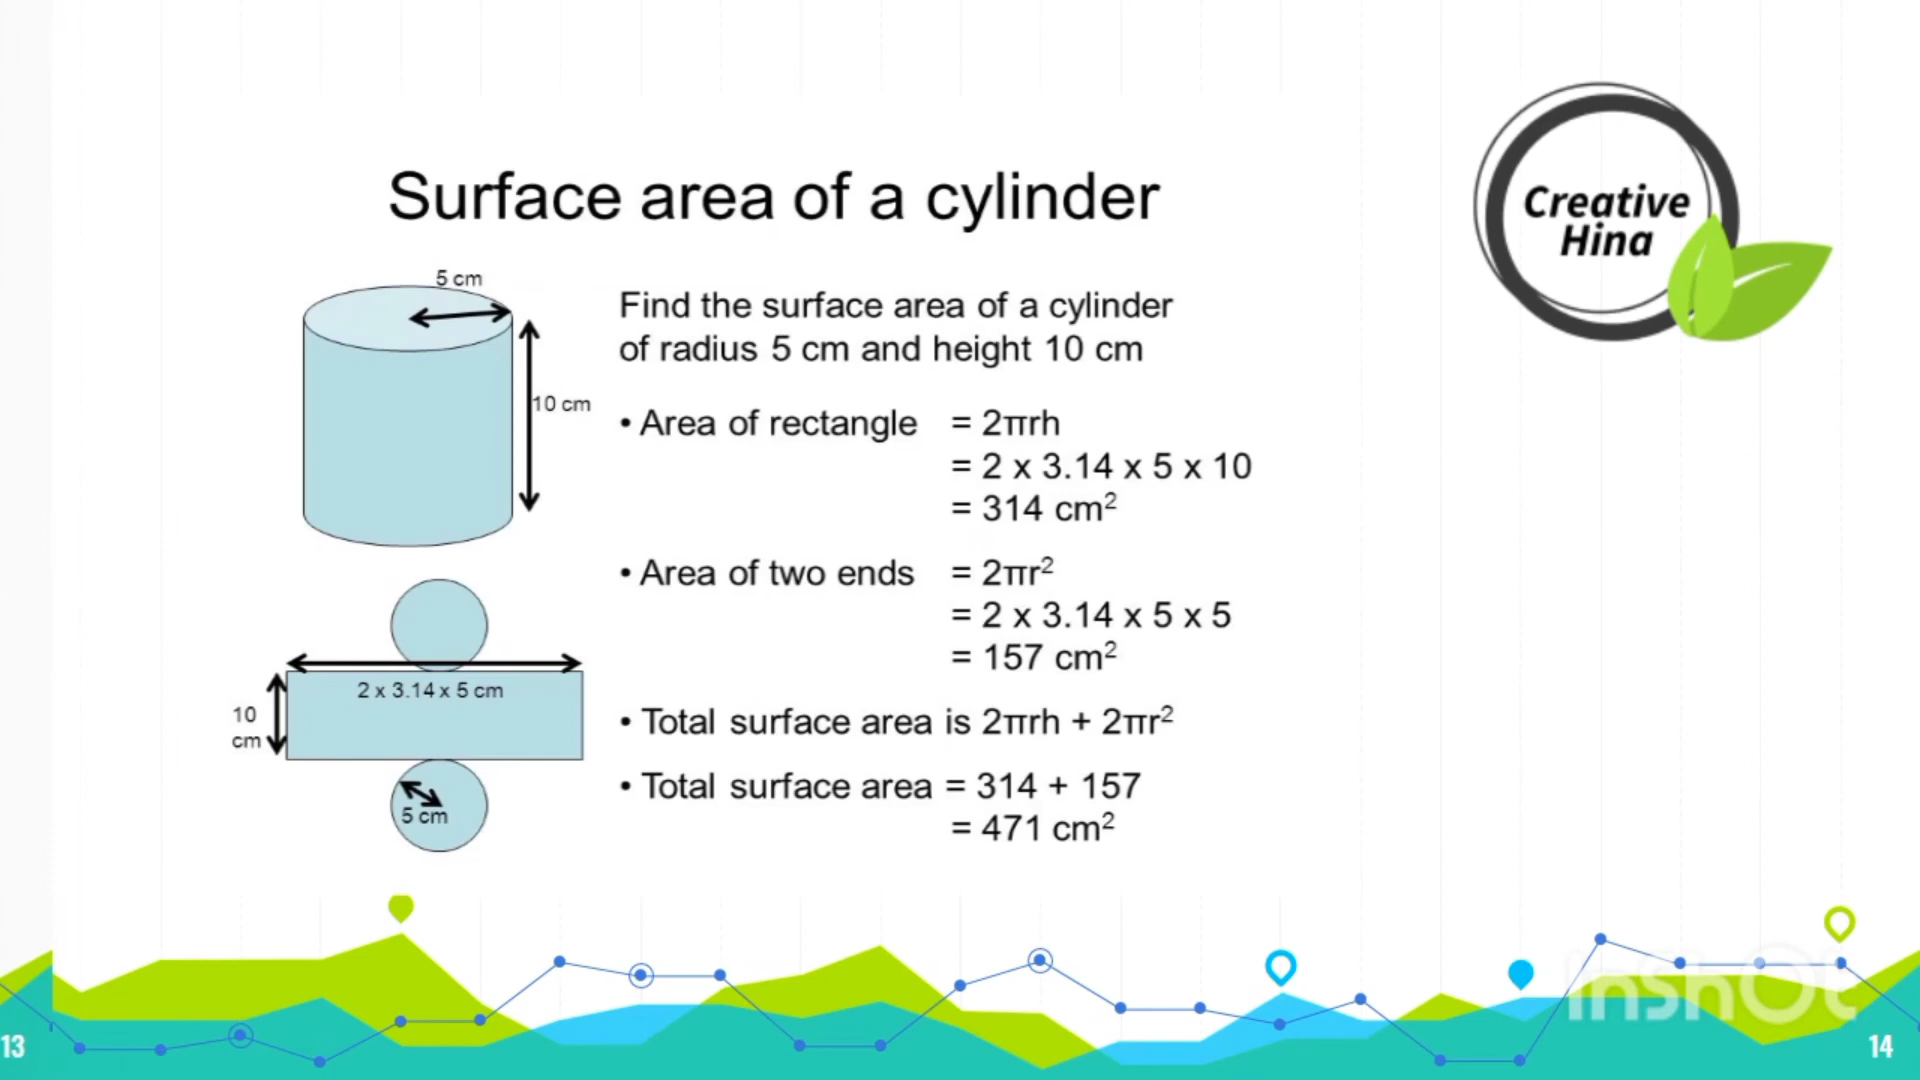 Surface area of a cylinder
Creative
Hina
5 cm
10 cm
Find the surface area of a cylinder
of radius 5 cm and height 10 cm
• Area of rectangle = 2πrh
= 2 x 3.14 x 5 x 10
= 314 cm²
• Area of two ends = 2πr²
= 2 x 3.14 x 5 x 5
= 157 cm²
2 x 3.14 x 5 cm
10
cm
5 cm
• Total surface area is 2πrh + 2πr²
• Total surface area = 314 + 157
= 471 cm²
InShOt
13
14